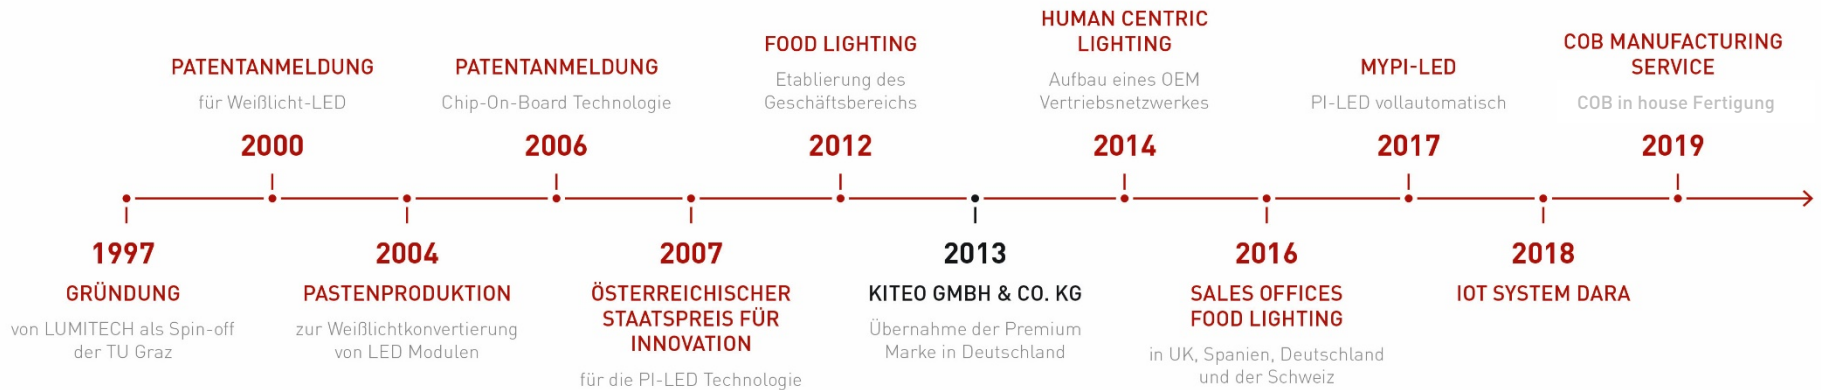 PATENTANMELDUNG
für Weißlicht-LED
2000
PATENTANMELDUNG
Chip-On-Board Technologie
2006
FOOD LIGHTING
Etablierung des
Geschäftsbereichs
2012
HUMAN CENTRIC
LIGHTING
Aufbau eines OEM
Vertriebsnetzwerkes
2014
MYPI-LED
PI-LED vollautomatisch
2017
COB MANUFACTURING
SERVICE
COB in house Fertigung
2019
1997
GRÜNDUNG
von LUMITECH als Spin-off
der TU Graz
2004
PASTENPRODUKTION
zur Weißlichtkonvertierung
von LED Modulen
2007
ÖSTERREICHISCHER
STAATSPREIS FÜR
INNOVATION
für die PI-LED Technologie
2013
KITEO GMBH & CO. KG
Übernahme der Premium
Marke in Deutschland
2016
SALES OFFICES
FOOD LIGHTING
in UK, Spanien, Deutschland
und der Schweiz
2018
IOT SYSTEM DARA